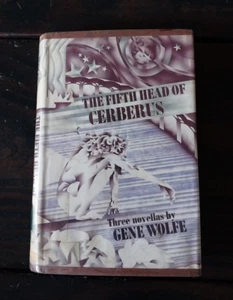 THE FIFTH HEAD OF
CERBERUS
Three novellas by
GENE WOLFE